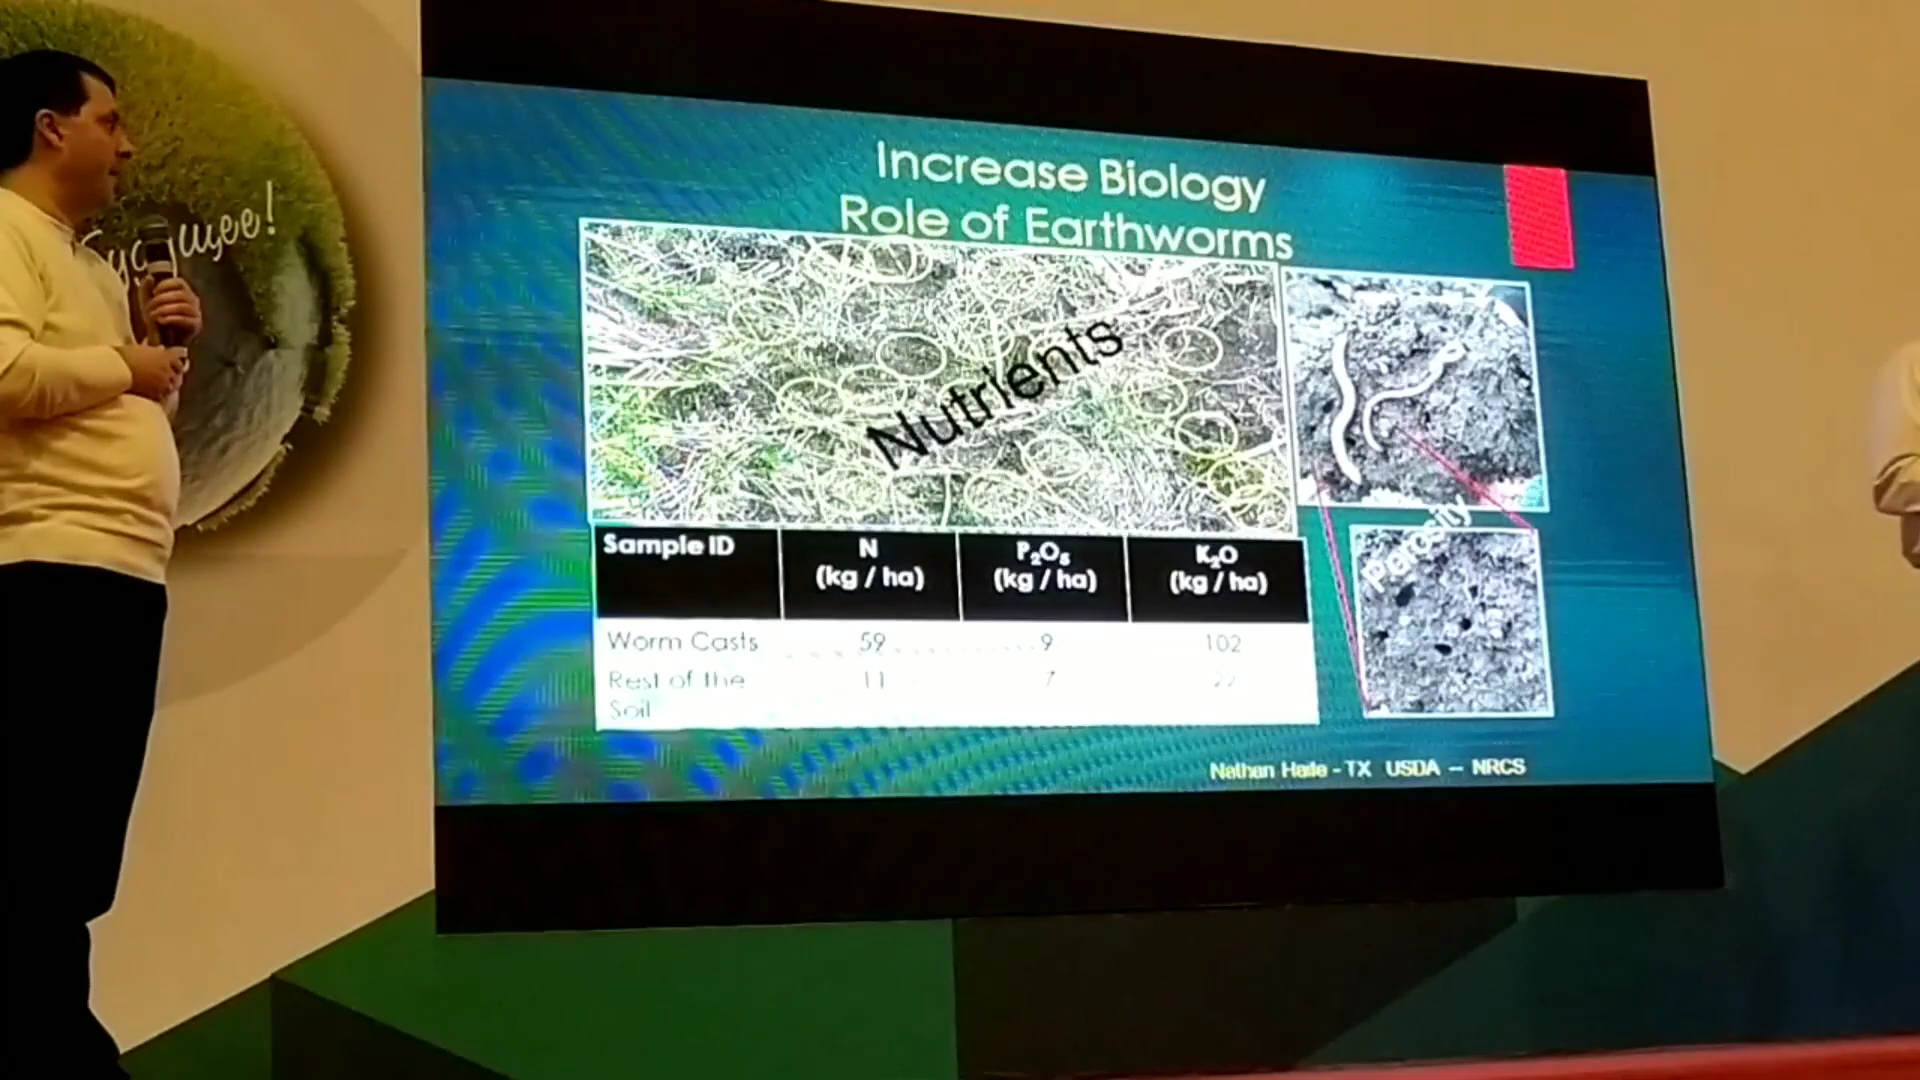 Increase Biology
Role of Earthworms
Nutrients
Porosity
Sample ID
N
(kg / ha)
P₂O₅
(kg / ha)
K₂O
(kg / ha)
Worm Casts 59 9 102
Rest of the
Soil
11 7
Nathan Haile - TX USDA – NRCS